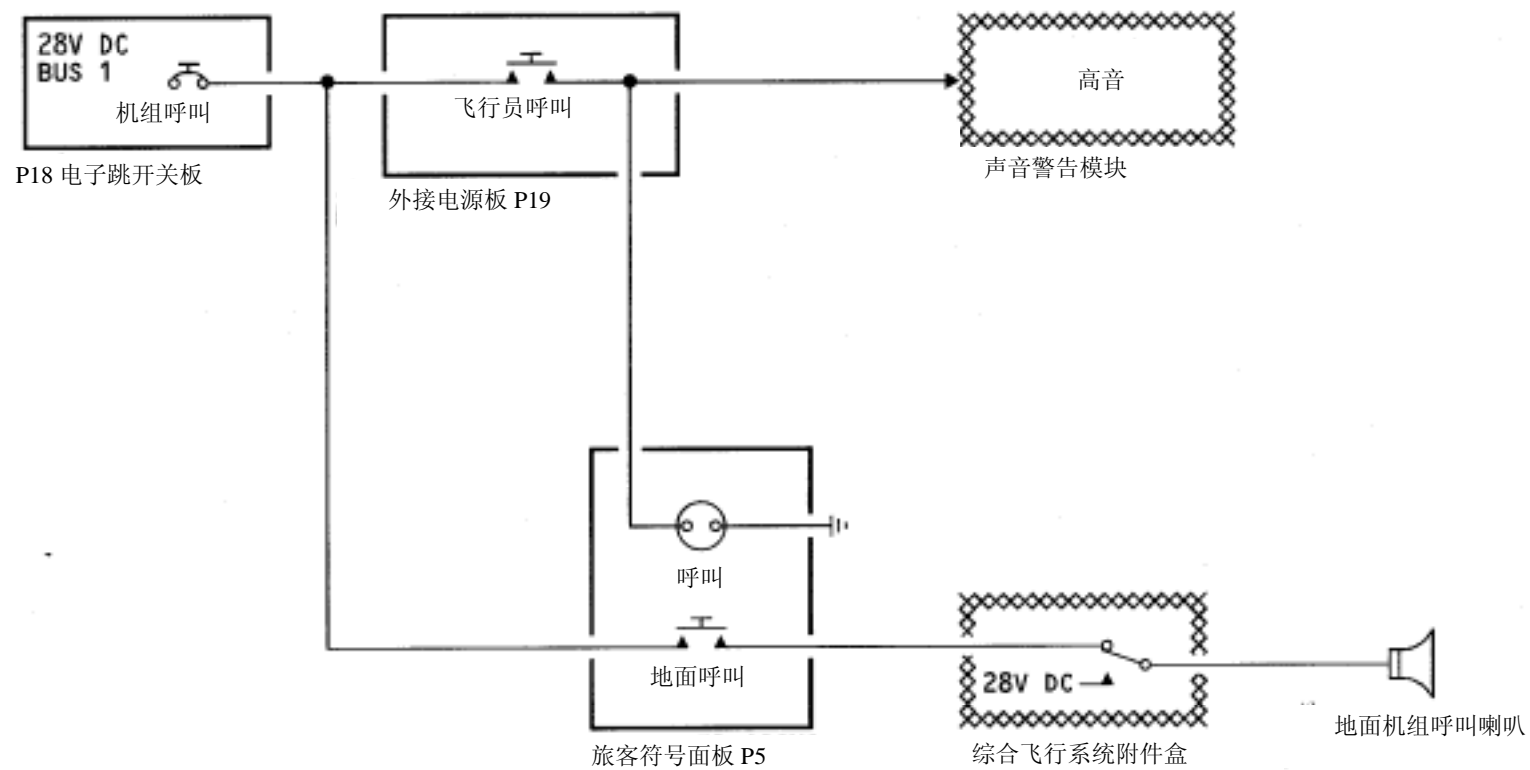 28V DC
BUS 1
机组呼叫
P18 电子跳开关板
飞行员呼叫
外接电源板 P19
高音
声音警告模块
呼叫
地面呼叫
旅客符号面板 P5
28V DC
综合飞行系统附件盒
地面机组呼叫喇叭